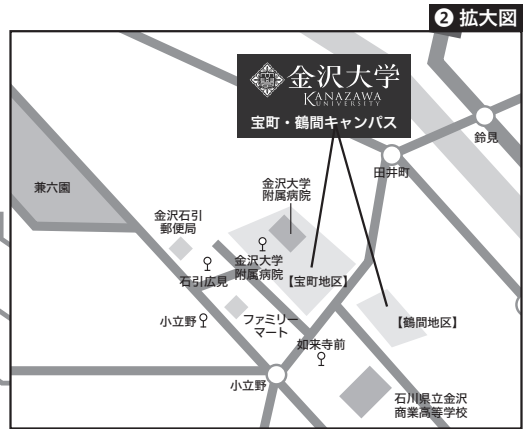 ❷ 拡大図
金沢大学
KANAZAWA
UNIVERSITY
宝町・鶴間キャンパス
鈴見
田井町
兼六園
金沢大学
附属病院
金沢石引
郵便局
金沢大学
附属病院
石引広見
【宝町地区】
小立野
ファミリー
マート
【鶴間地区】
如来寺前
小立野
石川県立金沢
商業高等学校